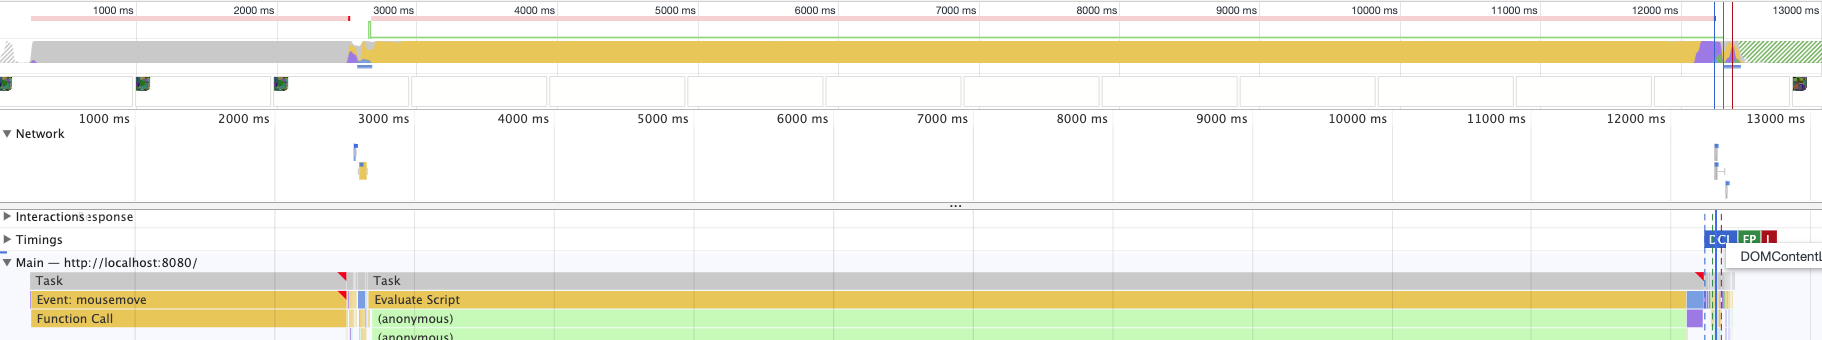 1000 ms 2000 ms 3000 ms 4000 ms 5000 ms 6000 ms 7000 ms 8000 ms 9000 ms 10000 ms 11000 ms 12000 ms 13000 ms
1000 ms 2000 ms 3000 ms 4000 ms 5000 ms 6000 ms 7000 ms 8000 ms 9000 ms 10000 ms 11000 ms 12000 ms 13000 ms
Network
...
Interactions esponse
Timings DCL FP L
DOMContentL
Main — http://localhost:8080/
Task Task
Event: mousemove Evaluate Script
Function Call (anonymous)
(anonymous)